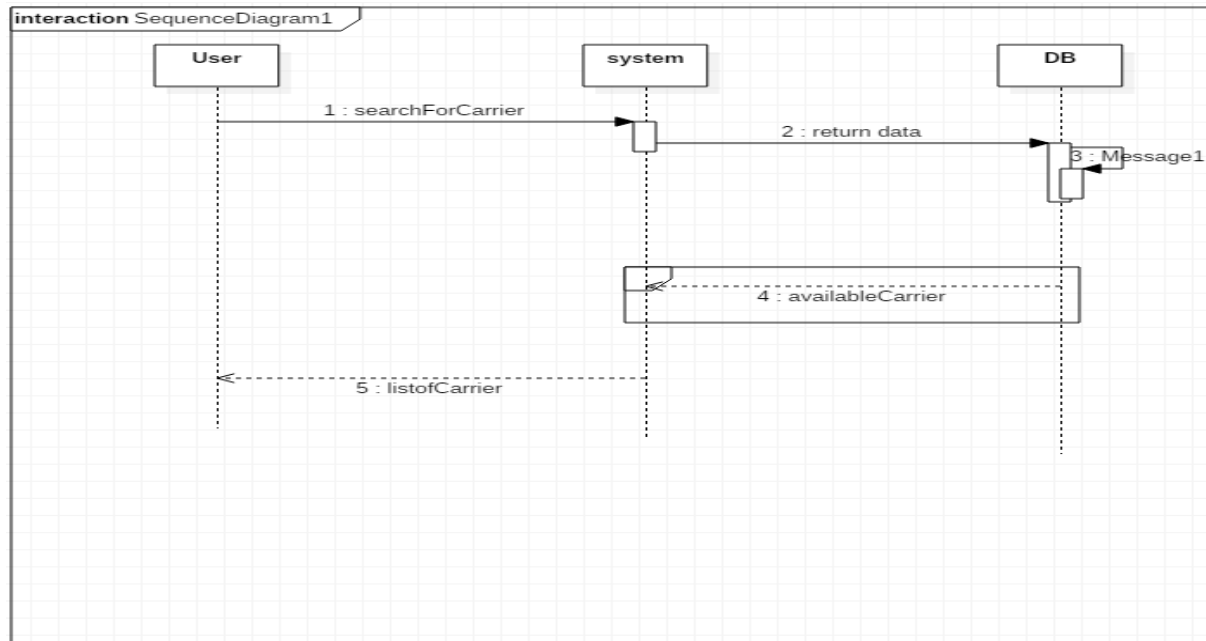 interaction SequenceDiagram1
User
system
DB
1 : searchForCarrier
2 : return data
3 : Message1
4 : availableCarrier
5 : listofCarrier